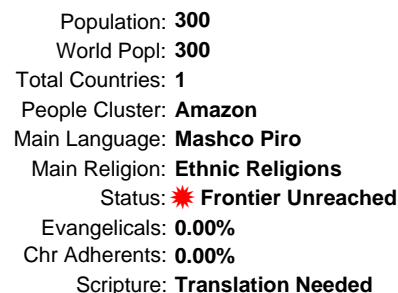 Population: 300
World Popl: 300
Total Countries: 1
People Cluster: Amazon
Main Language: Mashco Piro
Main Religion: Ethnic Religions
Status: Frontier Unreached
Evangelicals: 0.00%
Chr Adherents: 0.00%
Scripture: Translation Needed